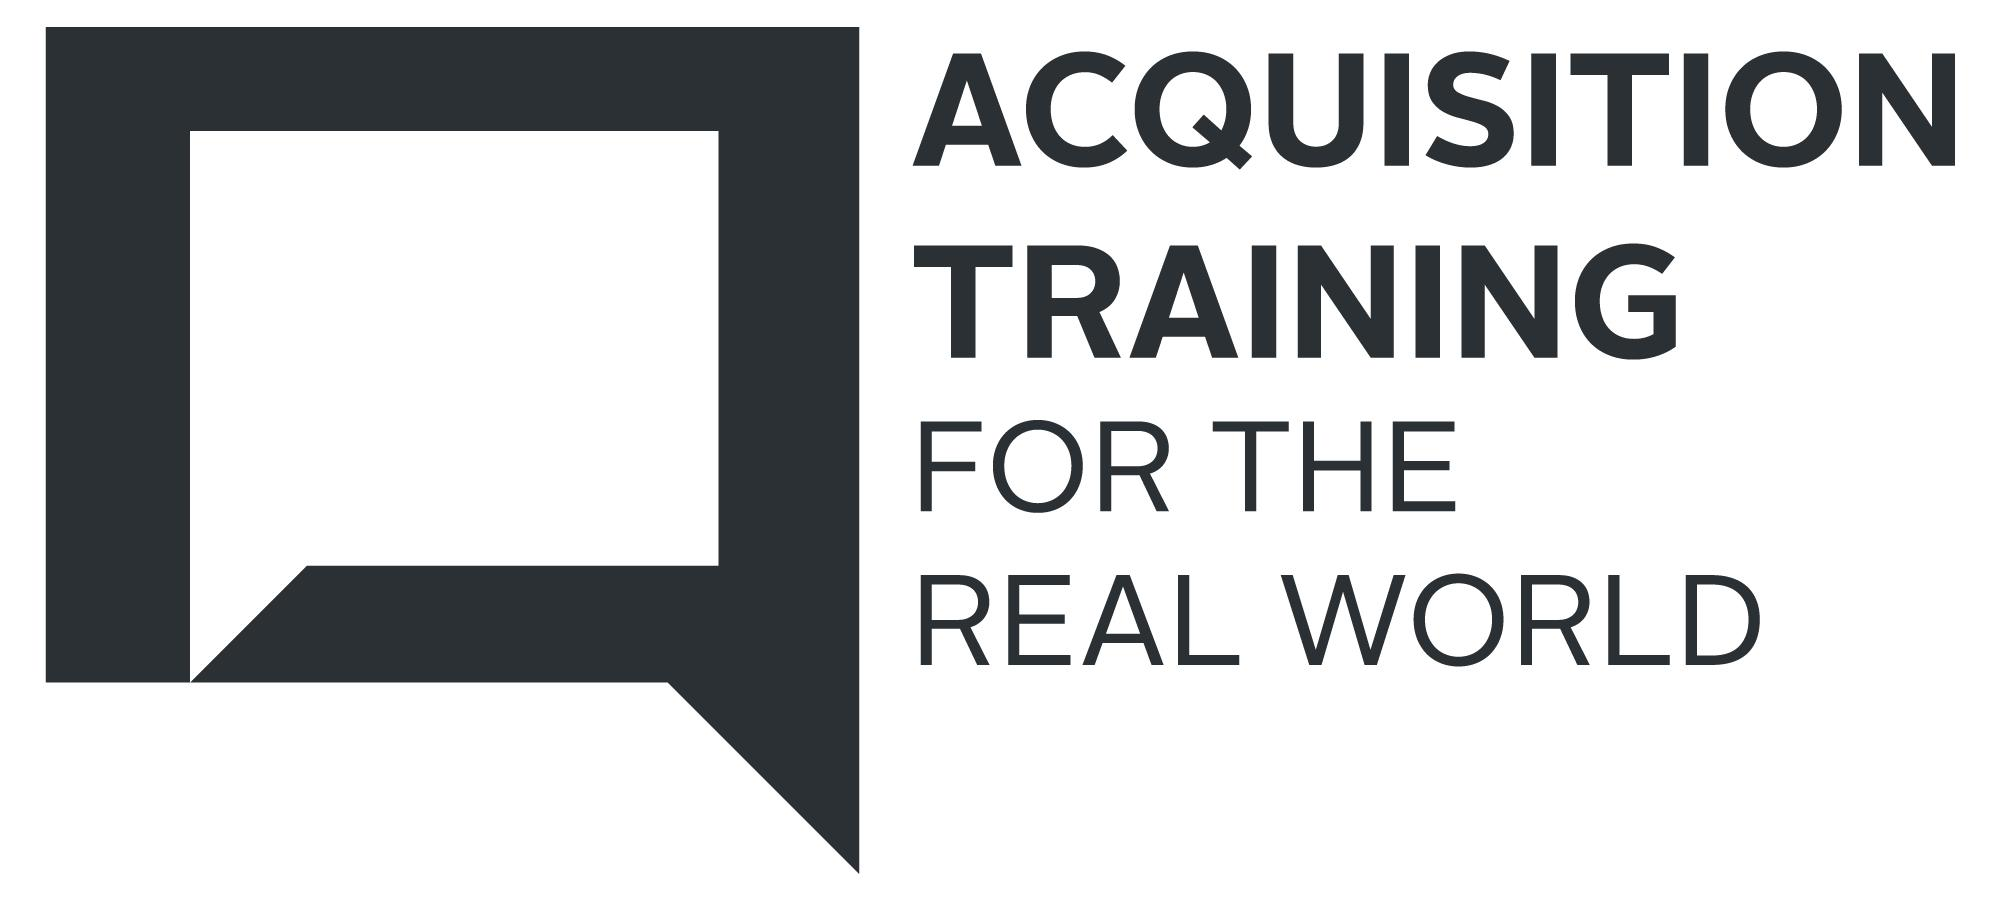 ACQUISITION
TRAINING
FOR THE
REAL WORLD